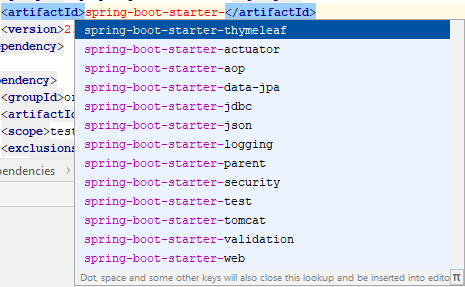 <artifactId>spring-boot-starter-</artifactId>
<version>2.
pendency>
pendency>
<groupId>or
<artifactId
<scope>test
<exclusions
pendencies
spring-boot-starter-thymeleaf
spring-boot-starter-actuator
spring-boot-starter-aop
spring-boot-starter-data-jpa
spring-boot-starter-jdbc
spring-boot-starter-json
spring-boot-starter-logging
spring-boot-starter-parent
spring-boot-starter-security
spring-boot-starter-test
spring-boot-starter-tomcat
spring-boot-starter-validation
spring-boot-starter-web
Dot, space and some other keys will also close this lookup and be inserted into edito
π